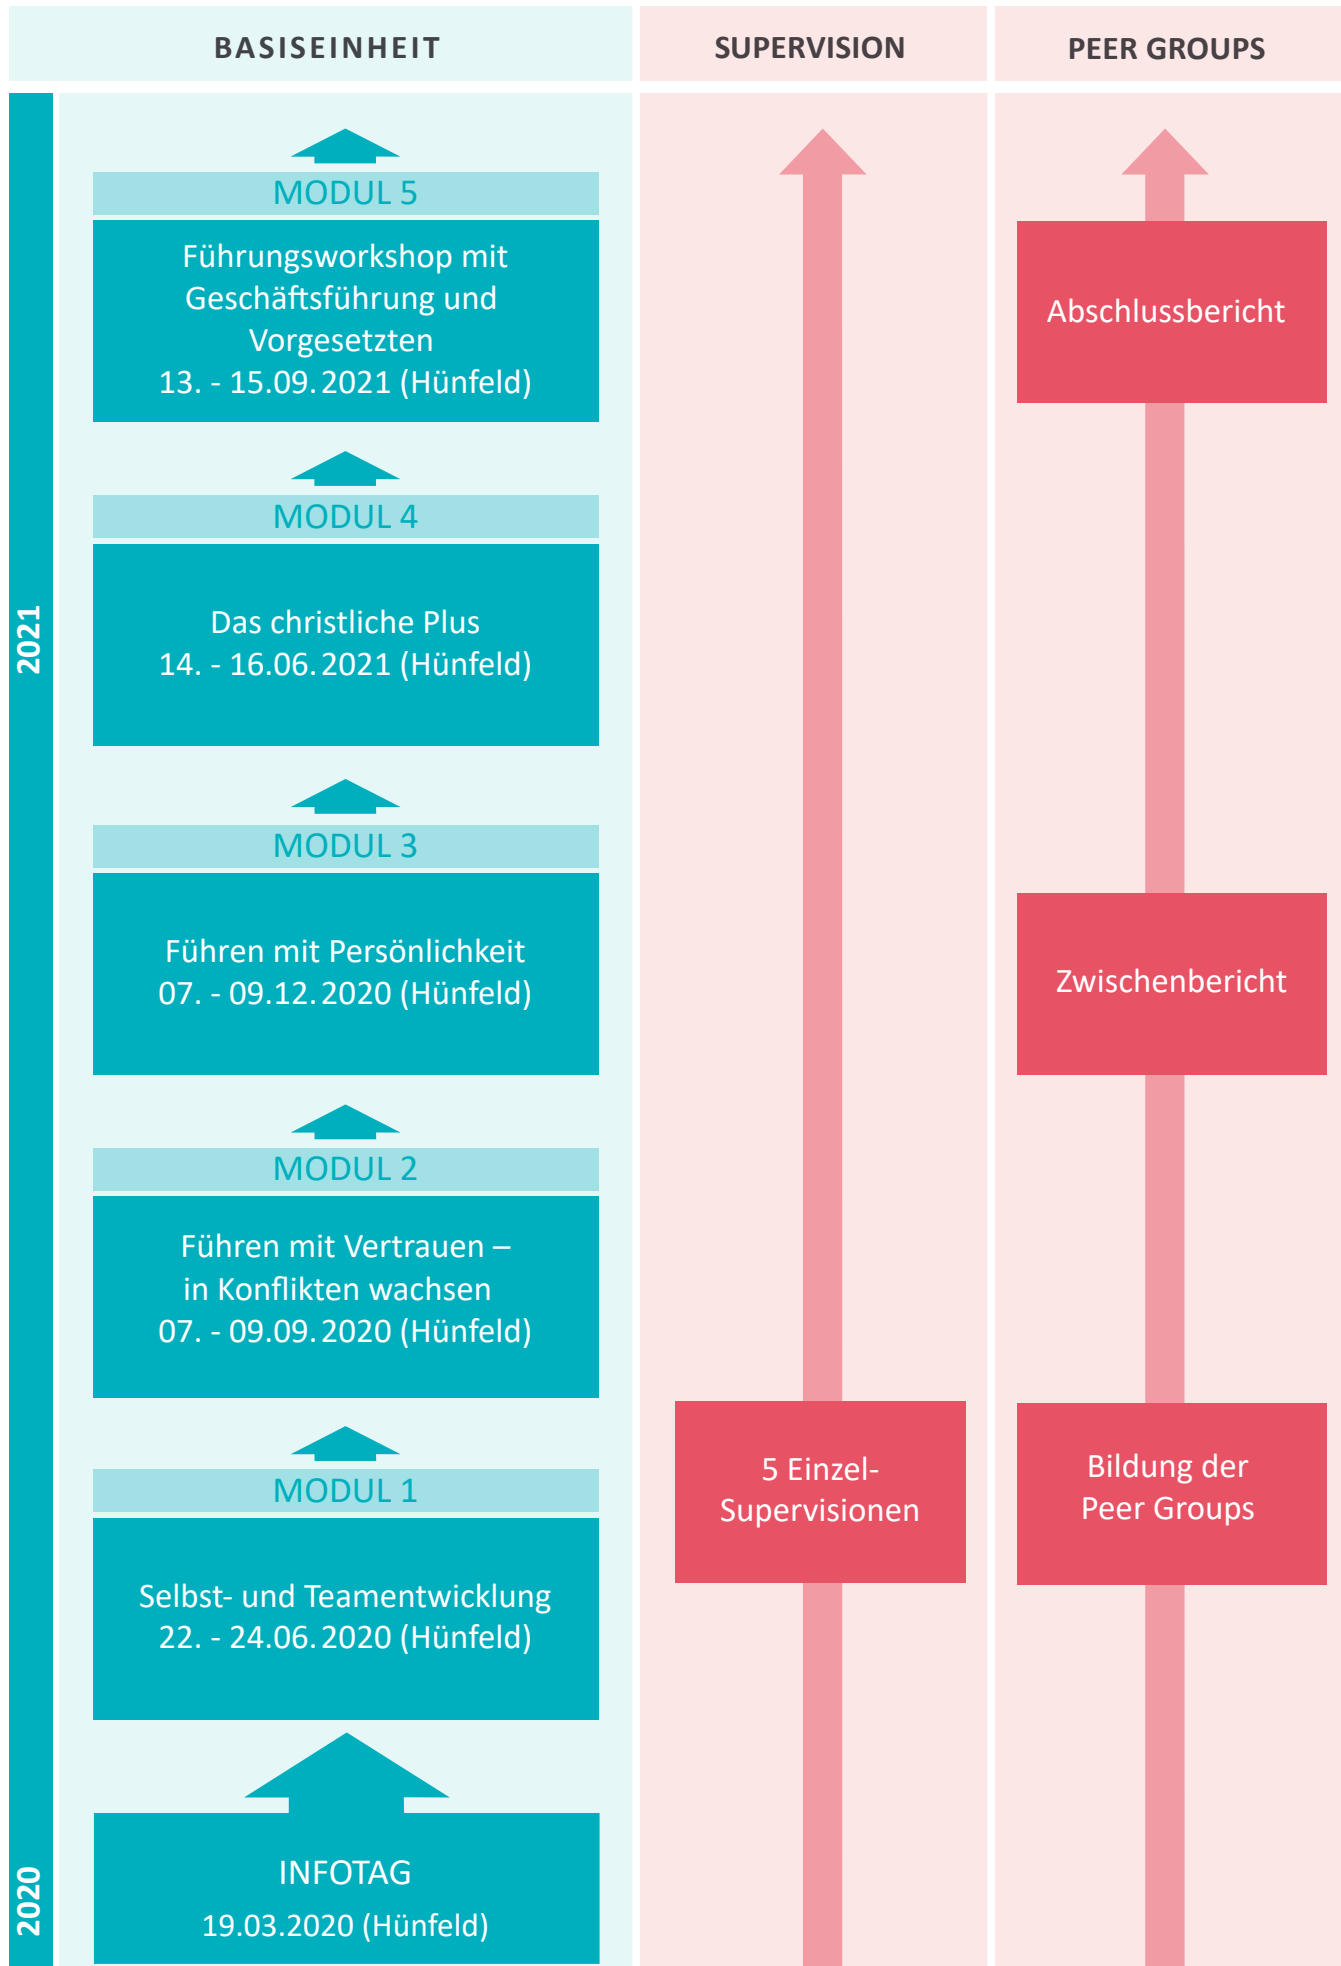 BASISEINHEIT
SUPERVISION
PEER GROUPS
MODUL 5
Führungsworkshop mit
Geschäftsführung und
Vorgesetzten
13. - 15.09. 2021 (Hünfeld)
Abschlussbericht
MODUL 4
Das christliche Plus
14. - 16.06. 2021 (Hünfeld)
2021
MODUL 3
Führen mit Persönlichkeit
07. - 09.12. 2020 (Hünfeld)
Zwischenbericht
MODUL 2
Führen mit Vertrauen –
in Konflikten wachsen
07. - 09.09. 2020 (Hünfeld)
MODUL 1
Selbst- und Teamentwicklung
22. - 24.06. 2020 (Hünfeld)
5 Einzel-
Supervisionen
Bildung der
Peer Groups
INFOTAG
19.03.2020 (Hünfeld)
2020